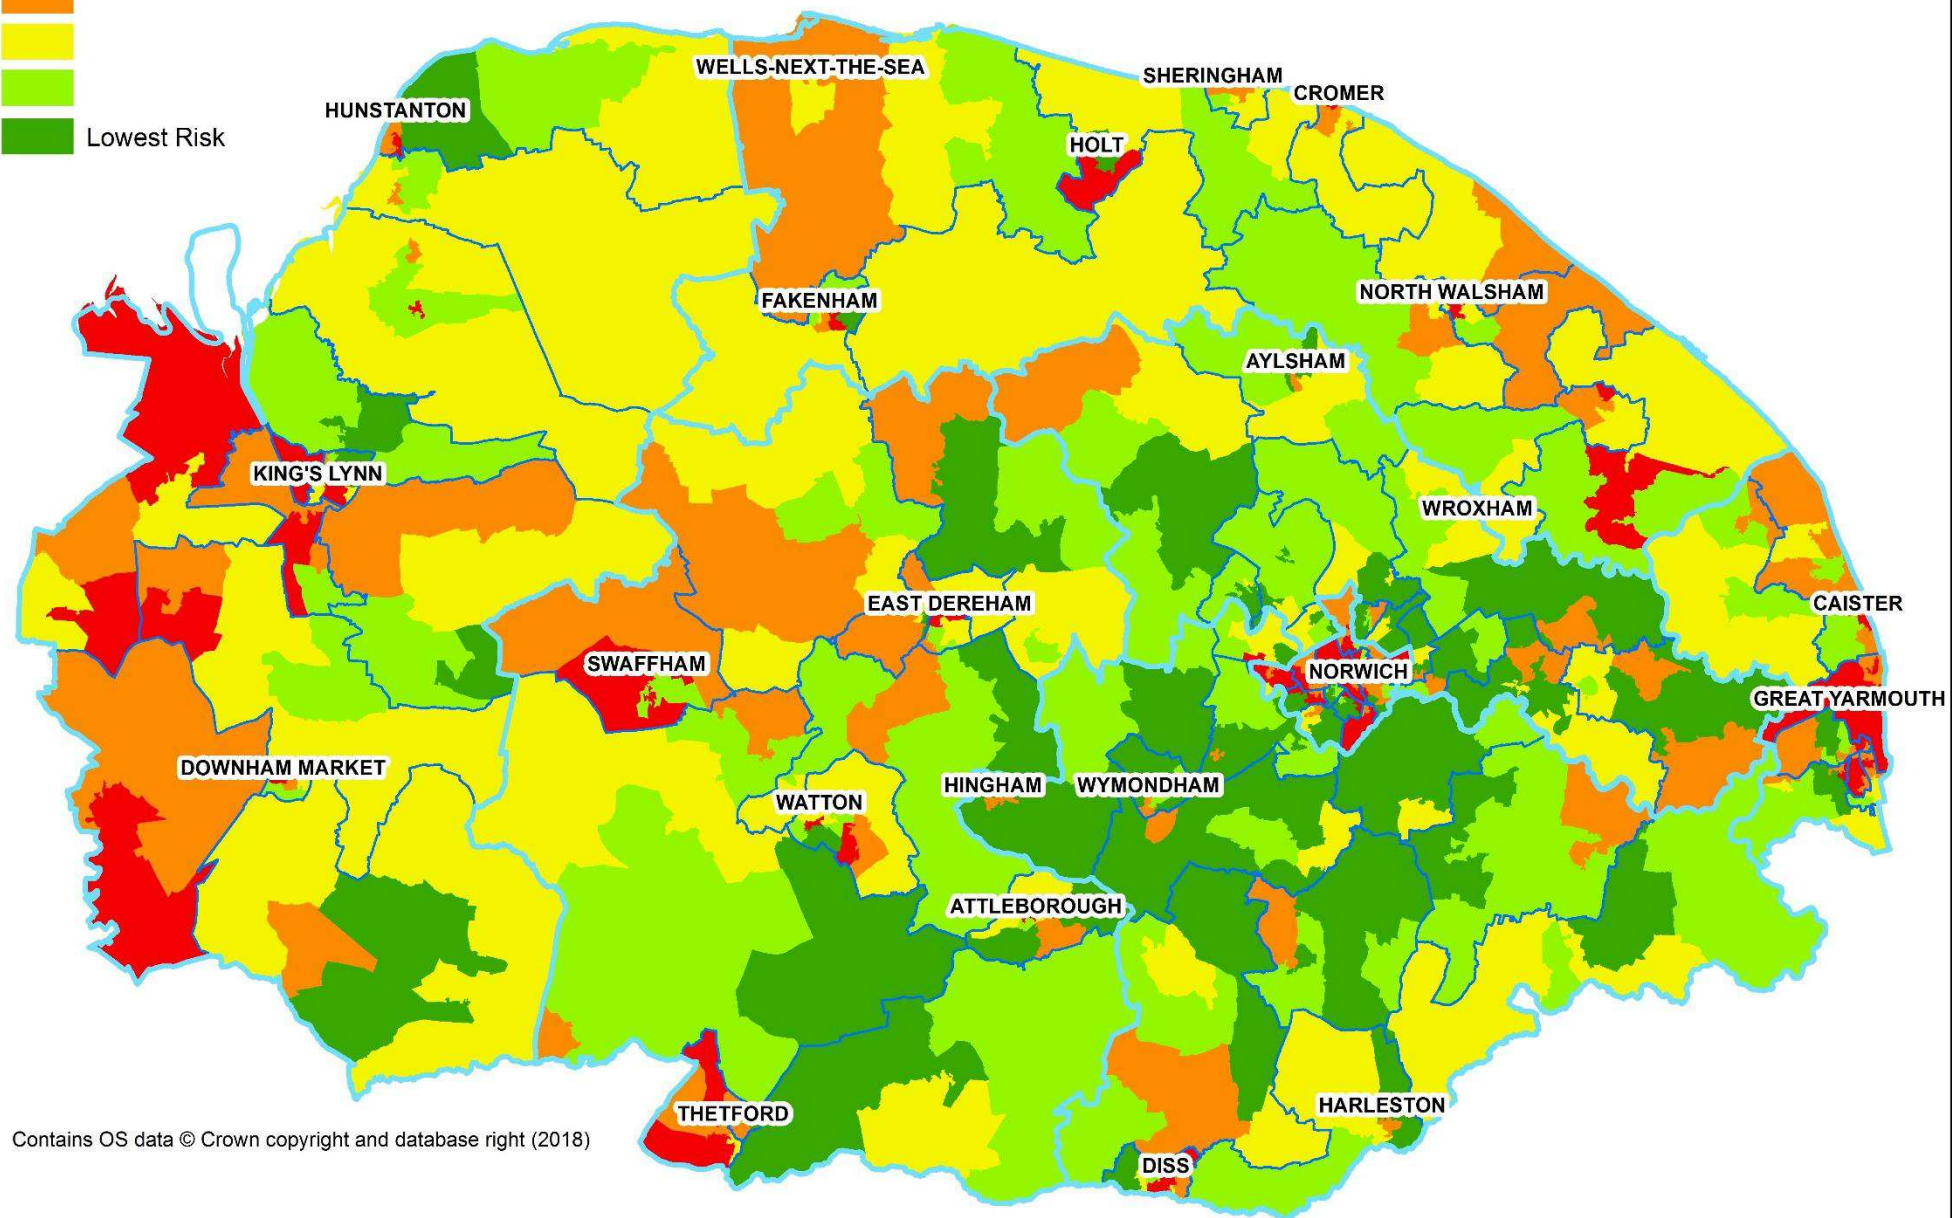 WELLS-NEXT-THE-SEA
SHERINGHAM
CROMER
HUNSTANTON
Lowest Risk
HOLT
FAKENHAM
NORTH WALSHAM
AYLSHAM
KING'S LYNN
WROXHAM
EAST DEREHAM
CAISTER
SWAFFHAM
NORWICH
GREAT YARMOUTH
DOWNHAM MARKET
HINGHAM
WYMONDHAM
WATTON
ATTLEBOROUGH
THETFORD
HARLESTON
Contains OS data © Crown copyright and database right (2018)
DISS